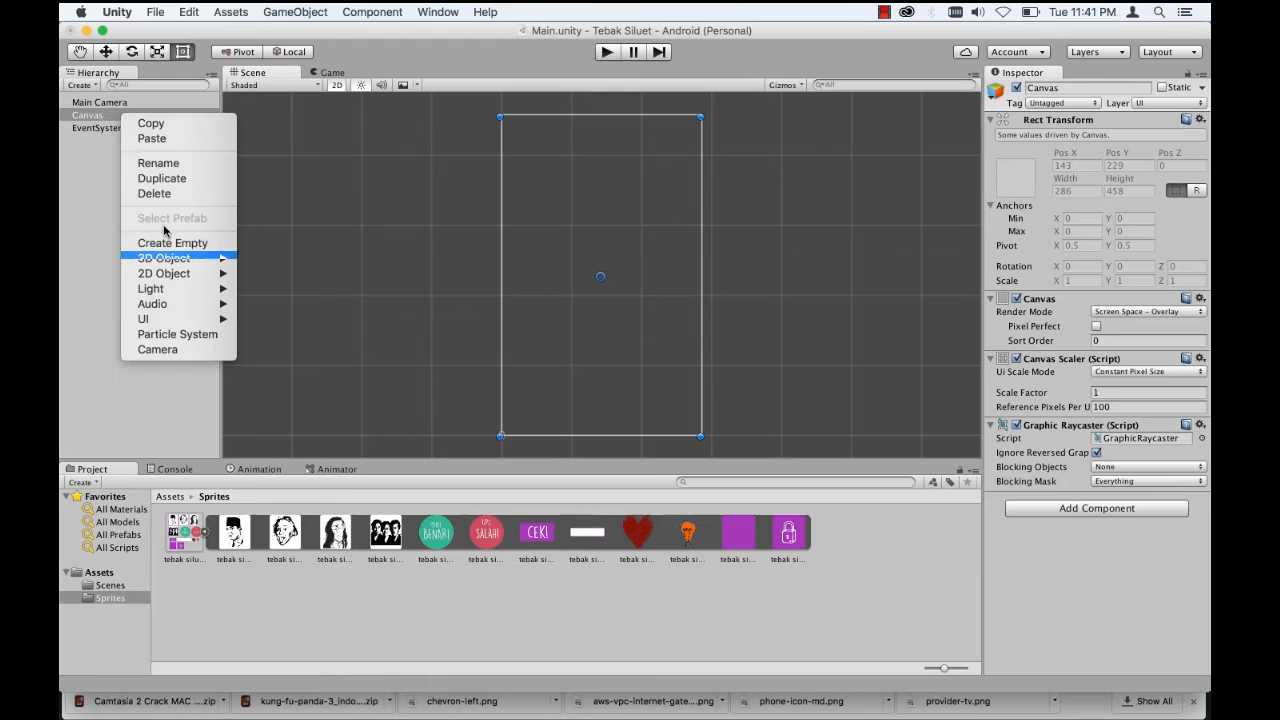 Unity File Edit Assets GameObject Component Window Help Tue 11:41 PM
Main.unity - Tebak Siluet - Android (Personal)
Pivot Local Account Layers Layout
Hierarchy
Create All
Main Camera
Canvas
EventSystem
Copy
Paste
Rename
Duplicate
Delete
Select Prefab
Create Empty
3D Object
2D Object
Light
Audio
UI
Particle System
Camera
Scene Game
Shaded 2D Gizmos All
Inspector
Canvas Static
Tag Untagged Layer UI
Rect Transform
Some values driven by Canvas.
Pos X Pos Y Pos Z
143 229 0
Width Height
286 458 R
Anchors
Min X 0 Y 0
Max X 0 Y 0
Pivot X 0.5 Y 0.5
Rotation X 0 Y 0 Z 0
Scale X 1 Y 1 Z 1
Canvas
Render Mode Screen Space - Overlay
Pixel Perfect
Sort Order 0
Canvas Scaler (Script)
Ui Scale Mode Constant Pixel Size
Scale Factor 1
Reference Pixels Per U 100
Graphic Raycaster (Script)
Script GraphicRaycaster
Ignore Reversed Grap
Blocking Objects None
Blocking Mask Everything
Add Component
Project Console Animation Animator
Create
Favorites
All Materials
All Models
All Prefabs
All Scripts
Assets
Scenes
Sprites
Assets Sprites
BENAR! SALAH! CEK!
tebak silu... tebak si... tebak si... tebak si... tebak si... tebak si... tebak si... tebak si... tebak si... tebak si... tebak si... tebak si... tebak si...
Camtasia 2 Crack MAC ....zip kung-fu-panda-3_indo....zip chevron-left.png aws-vpc-internet-gate....png phone-icon-md.png provider-tv.png Show All